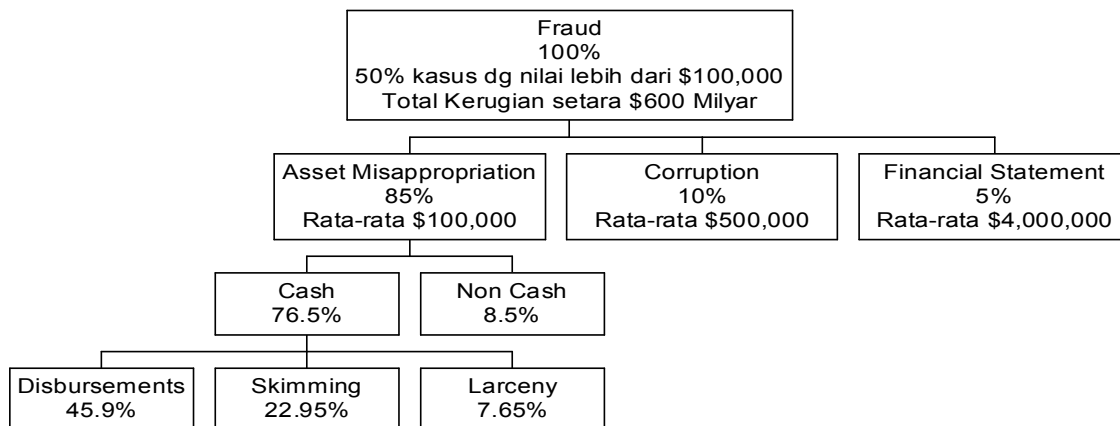 Fraud
100%
50% kasus dg nilai lebih dari $100,000
Total Kerugian setara $600 Milyar
Asset Misappropriation
85%
Rata-rata $100,000
Corruption
10%
Rata-rata $500,000
Financial Statement
5%
Rata-rata $4,000,000
Cash
76.5%
Non Cash
8.5%
Disbursements
45.9%
Skimming
22.95%
Larceny
7.65%